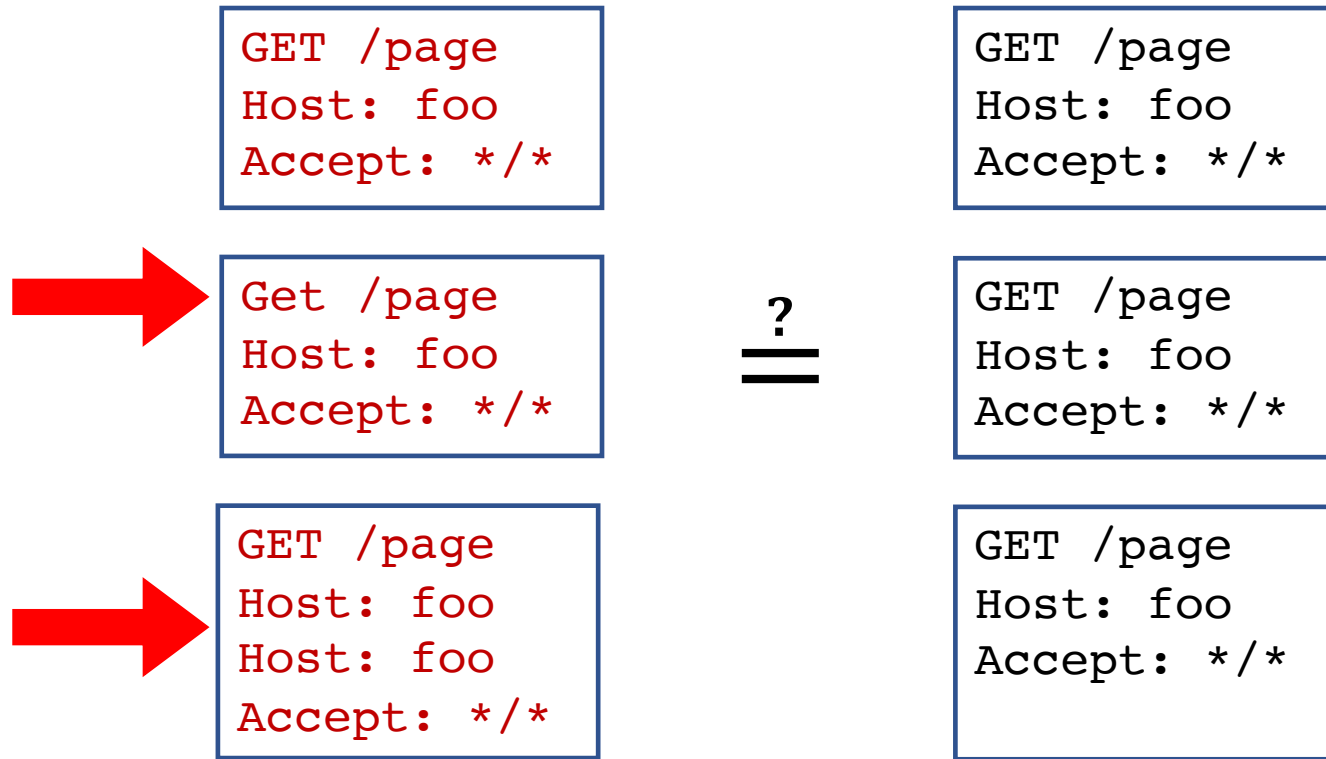 GET /page
Host: foo
Accept: */*
GET /page
Host: foo
Accept: */*
Get /page
Host: foo
Accept: */*
?
=
GET /page
Host: foo
Accept: */*
GET /page
Host: foo
Host: foo
Accept: */*
GET /page
Host: foo
Accept: */*